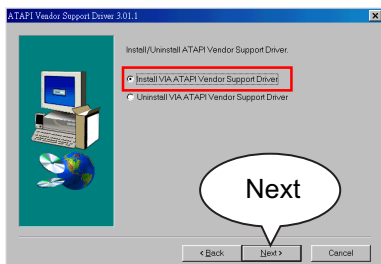 ATAPI Vendor Support Driver 3.01.1
Install/Uninstall ATAPI Vendor Support Driver.
Install VIA ATAPI Vendor Support Driver
Uninstall VIA ATAPI Vendor Support Driver
Next
< Back
Next >
Cancel